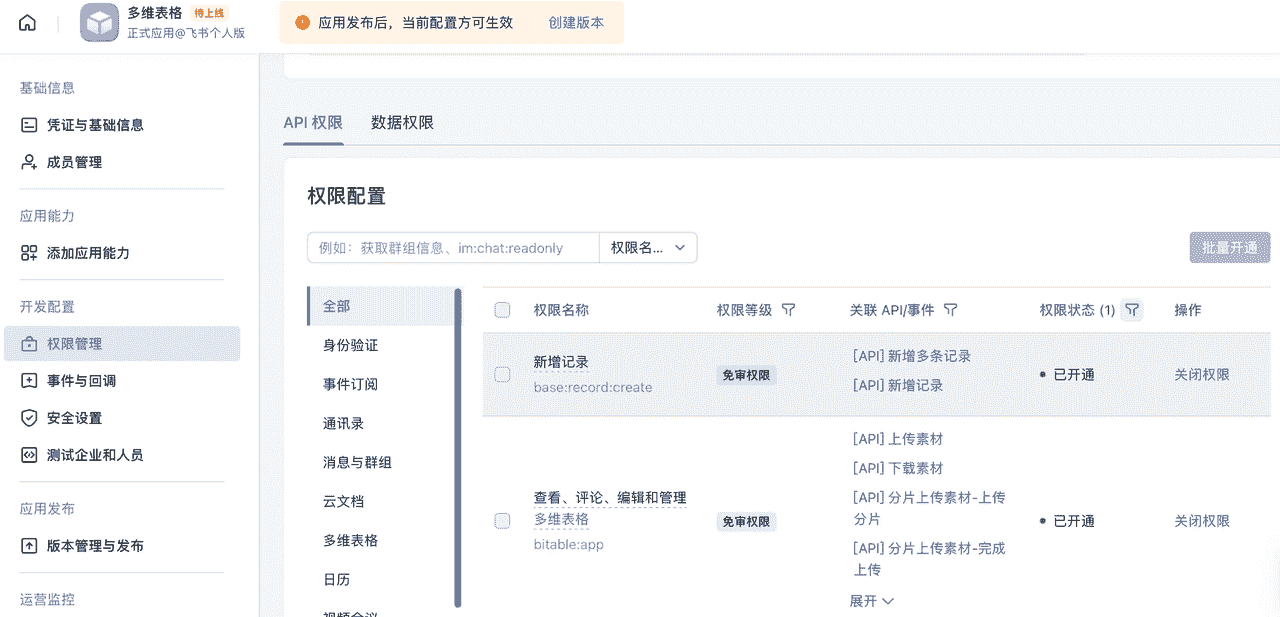 多维表格 待上线
正式应用@飞书个人版
应用发布后，当前配置方可生效 创建版本
基础信息
凭证与基础信息
成员管理
应用能力
添加应用能力
开发配置
权限管理
事件与回调
安全设置
测试企业和人员
应用发布
版本管理与发布
运营监控
API 权限 数据权限
权限配置
例如：获取群组信息、im:chat:readonly 权限名...
批量开通
全部
身份验证
事件订阅
通讯录
消息与群组
云文档
多维表格
日历
视频会议
权限名称 权限等级 关联 API/事件 权限状态 (1) 操作
新增记录
base:record:create
免审权限
[API] 新增多条记录
[API] 新增记录
已开通
关闭权限
查看、评论、编辑和管理
多维表格
bitable:app
免审权限
[API] 上传素材
[API] 下载素材
[API] 分片上传素材-上传
分片
[API] 分片上传素材-完成
上传
展开
已开通
关闭权限